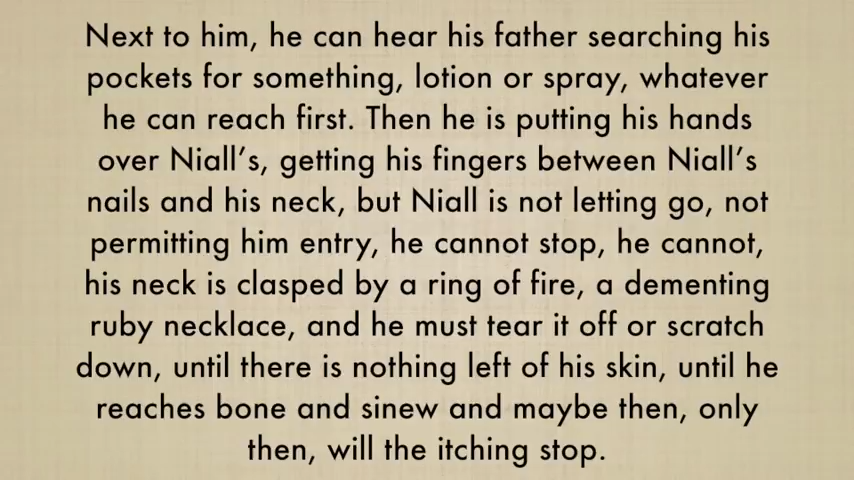 Next to him, he can hear his father searching his
pockets for something, lotion or spray, whatever
he can reach first. Then he is putting his hands
over Niall’s, getting his fingers between Niall’s
nails and his neck, but Niall is not letting go, not
permitting him entry, he cannot stop, he cannot,
his neck is clasped by a ring of fire, a dementing
ruby necklace, and he must tear it off or scratch
down, until there is nothing left of his skin, until he
reaches bone and sinew and maybe then, only
then, will the itching stop.